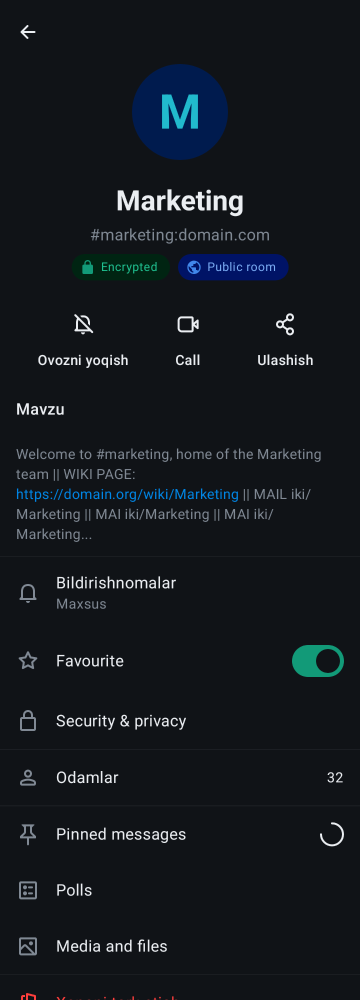 M
Marketing
#marketing:domain.com
Encrypted
Public room
Ovozni yoqish
Call
Ulashish
Mavzu
Welcome to #marketing, home of the Marketing
team || WIKI PAGE:
https://domain.org/wiki/Marketing || MAIL iki/
Marketing || MAI iki/Marketing || MAI iki/
Marketing...
Bildirishnomalar
Maxsus
Favourite
Security & privacy
Odamlar
32
Pinned messages
Polls
Media and files